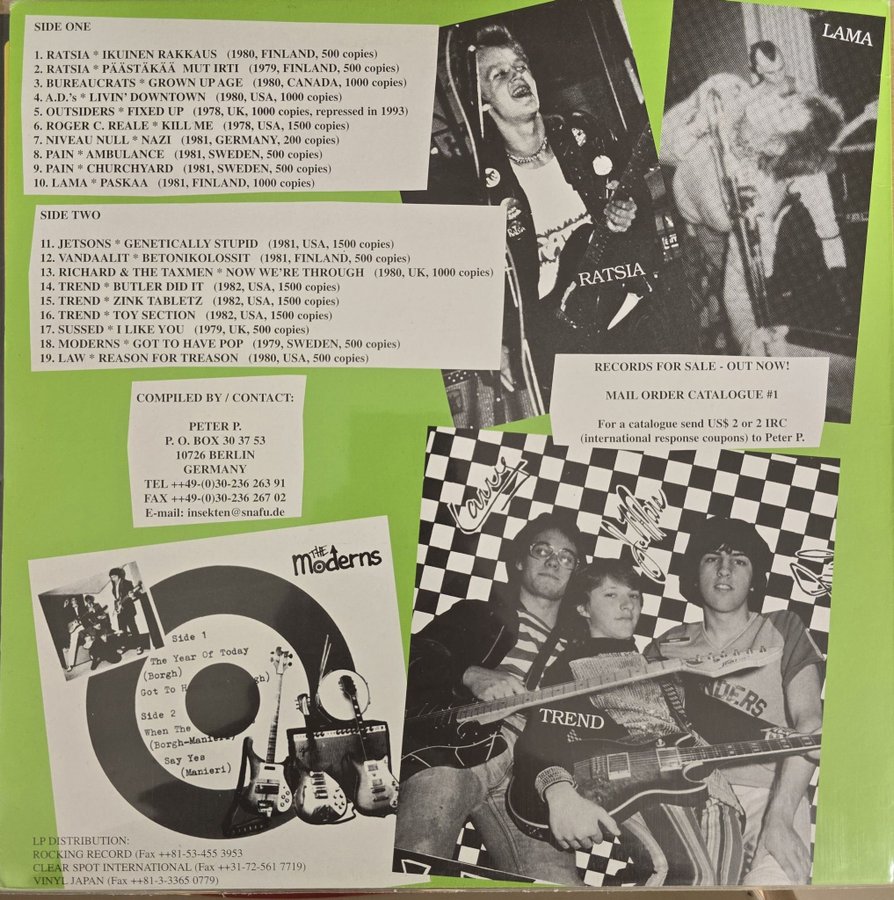 SIDE ONE
1. RATSIA * IKUINEN RAKKAUS (1980, FINLAND, 500 copies)
2. RATSIA * PÄÄSTÄKÄÄ MUT IRTI (1979, FINLAND, 500 copies)
3. BUREAUCRATS * GROWN UP AGE (1980, CANADA, 1000 copies)
4. A.D.'s * LIVIN' DOWNTOWN (1980, USA, 1000 copies)
5. OUTSIDERS * FIXED UP (1978, UK, 1000 copies, repressed in 1993)
6. ROGER C. REALE * KILL ME (1978, USA, 1500 copies)
7. NIVEAU NULL * NAZI (1981, GERMANY, 200 copies)
8. PAIN * AMBULANCE (1981, SWEDEN, 500 copies)
9. PAIN * CHURCHYARD (1981, SWEDEN, 500 copies)
10. LAMA * PASKAA (1981, FINLAND, 1000 copies)
SIDE TWO
11. JETSONS * GENETICALLY STUPID (1981, USA, 1500 copies)
12. VANDAALIT * BETONIKOLOSSIT (1981, FINLAND, 500 copies)
13. RICHARD & THE TAXMEN * NOW WE'RE THROUGH (1980, UK, 1000 copies)
14. TREND * BUTLER DID IT (1982, USA, 1500 copies)
15. TREND * ZINK TABLETZ (1982, USA, 1500 copies)
16. TREND * TOY SECTION (1982, USA, 1500 copies)
17. SUSSED * I LIKE YOU (1979, UK, 500 copies)
18. MODERNS * GOT TO HAVE POP (1979, SWEDEN, 500 copies)
19. LAW * REASON FOR TREASON (1980, USA, 500 copies)
LAMA
RATSIA
RECORDS FOR SALE - OUT NOW!
MAIL ORDER CATALOGUE #1
For a catalogue send US$ 2 or 2 IRC
(international response coupons) to Peter P.
COMPILED BY / CONTACT:
PETER P.
P. O. BOX 30 37 53
10726 BERLIN
GERMANY
TEL ++49-(0)30-236 263 91
FAX ++49-(0)30-236 267 02
E-mail: insekten@snafu.de
THE Moderns
Side 1
The Year Of Today
(Borgh)
Got To
Side 2
When The
(Borgh-Manieri)
Say Yes
(Manieri)
TREND
LP DISTRIBUTION:
ROCKING RECORD (Fax ++81-53-455 3953
CLEAR SPOT INTERNATIONAL (Fax ++31-72-561 7719)
VINYL JAPAN (Fax ++81-3-3365 0779)